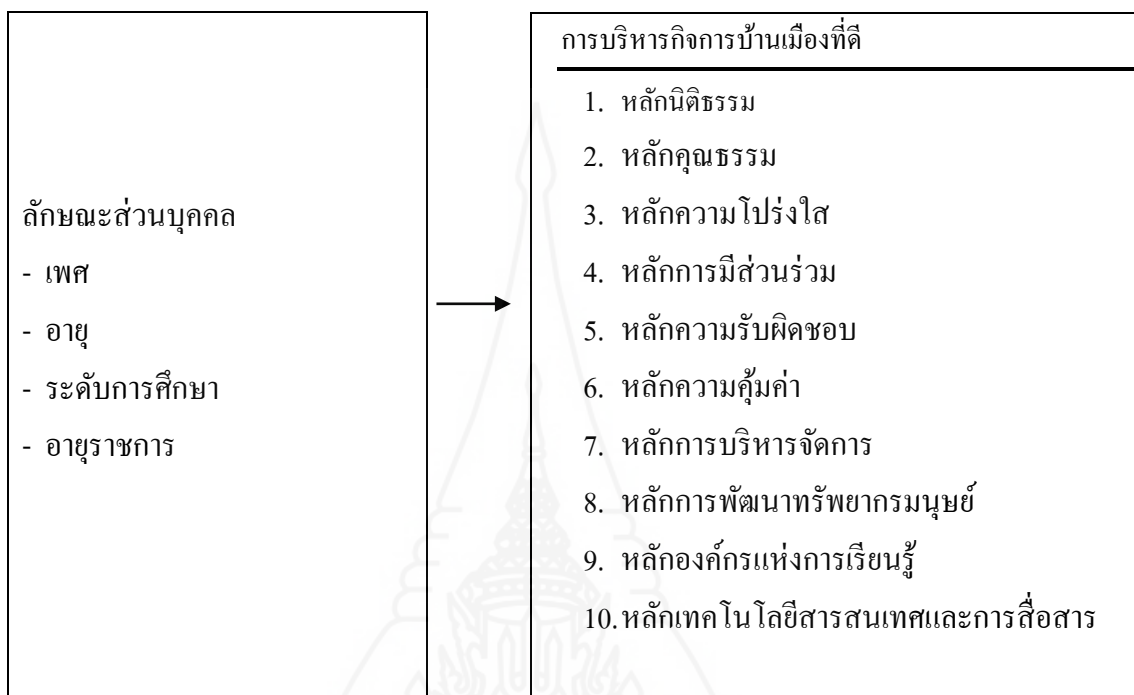 ลักษณะส่วนบุคคล
- เพศ
- อายุ
- ระดับการศึกษา
- อายุราชการ
การบริหารกิจการบ้านเมืองที่ดี
1. หลักนิติธรรม
2. หลักคุณธรรม
3. หลักความโปร่งใส
4. หลักการมีส่วนร่วม
5. หลักความรับผิดชอบ
6. หลักความคุ้มค่า
7. หลักการบริหารจัดการ
8. หลักการพัฒนาทรัพยากรมนุษย์
9. หลักองค์กรแห่งการเรียนรู้
10. หลักเทคโนโลยีสารสนเทศและการสื่อสาร